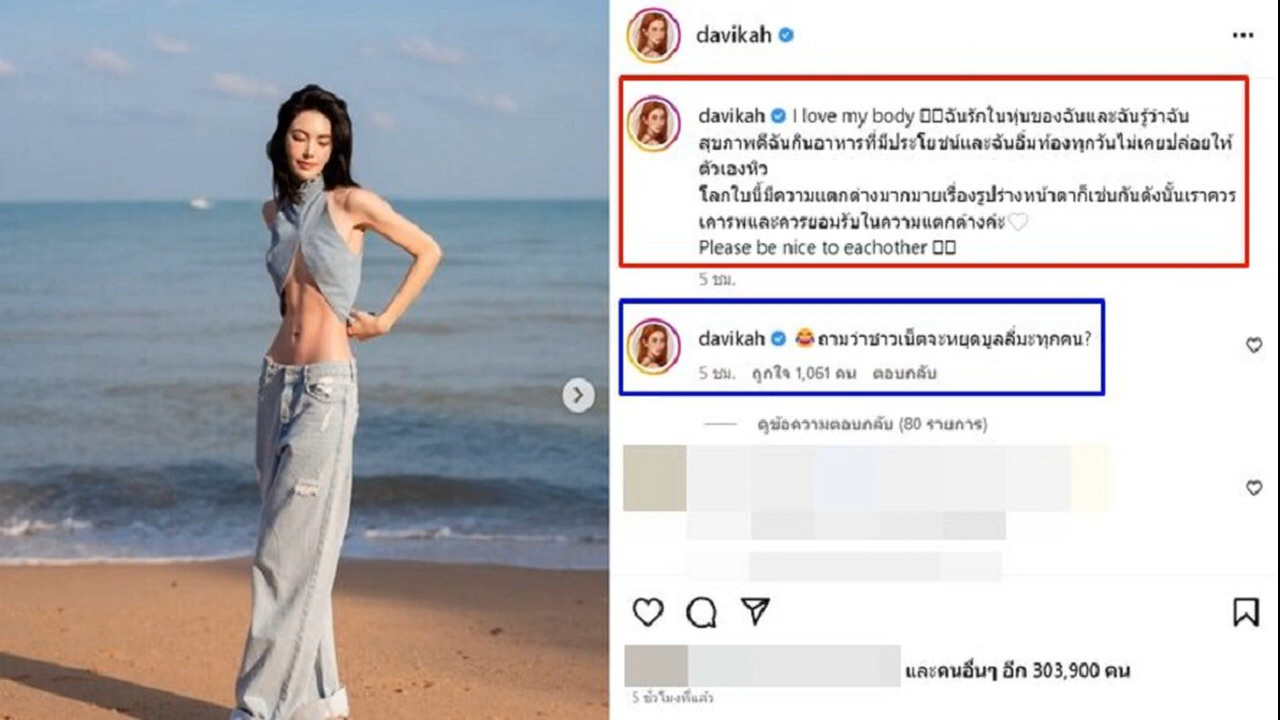 davikah
davikah I love my body ฉันรักในหุ่นของฉันและฉันรู้ว่าฉัน
สุขภาพดีฉันกินอาหารที่มีประโยชน์และฉันอิ่มท้องทุกวันไม่เคยปล่อยให้
ตัวเองหิว
โลกใบนี้มีความแตกต่างมากมายเรื่องรูปร่างหน้าตาก็เช่นกันดังนั้นเราควร
เคารพและควรยอมรับในความแตกต่างค่ะ🤍
Please be nice to eachother
5 ชม.
davikah 😂ถามว่าชาวเน็ตจะหยุดบูลลี่มะทุกคน?
5 ชม. ถูกใจ 1,061 คน ตอบกลับ
ดูข้อความตอบกลับ (80 รายการ)
และคนอื่นๆ อีก 303,900 คน
5 ชั่วโมงที่แล้ว